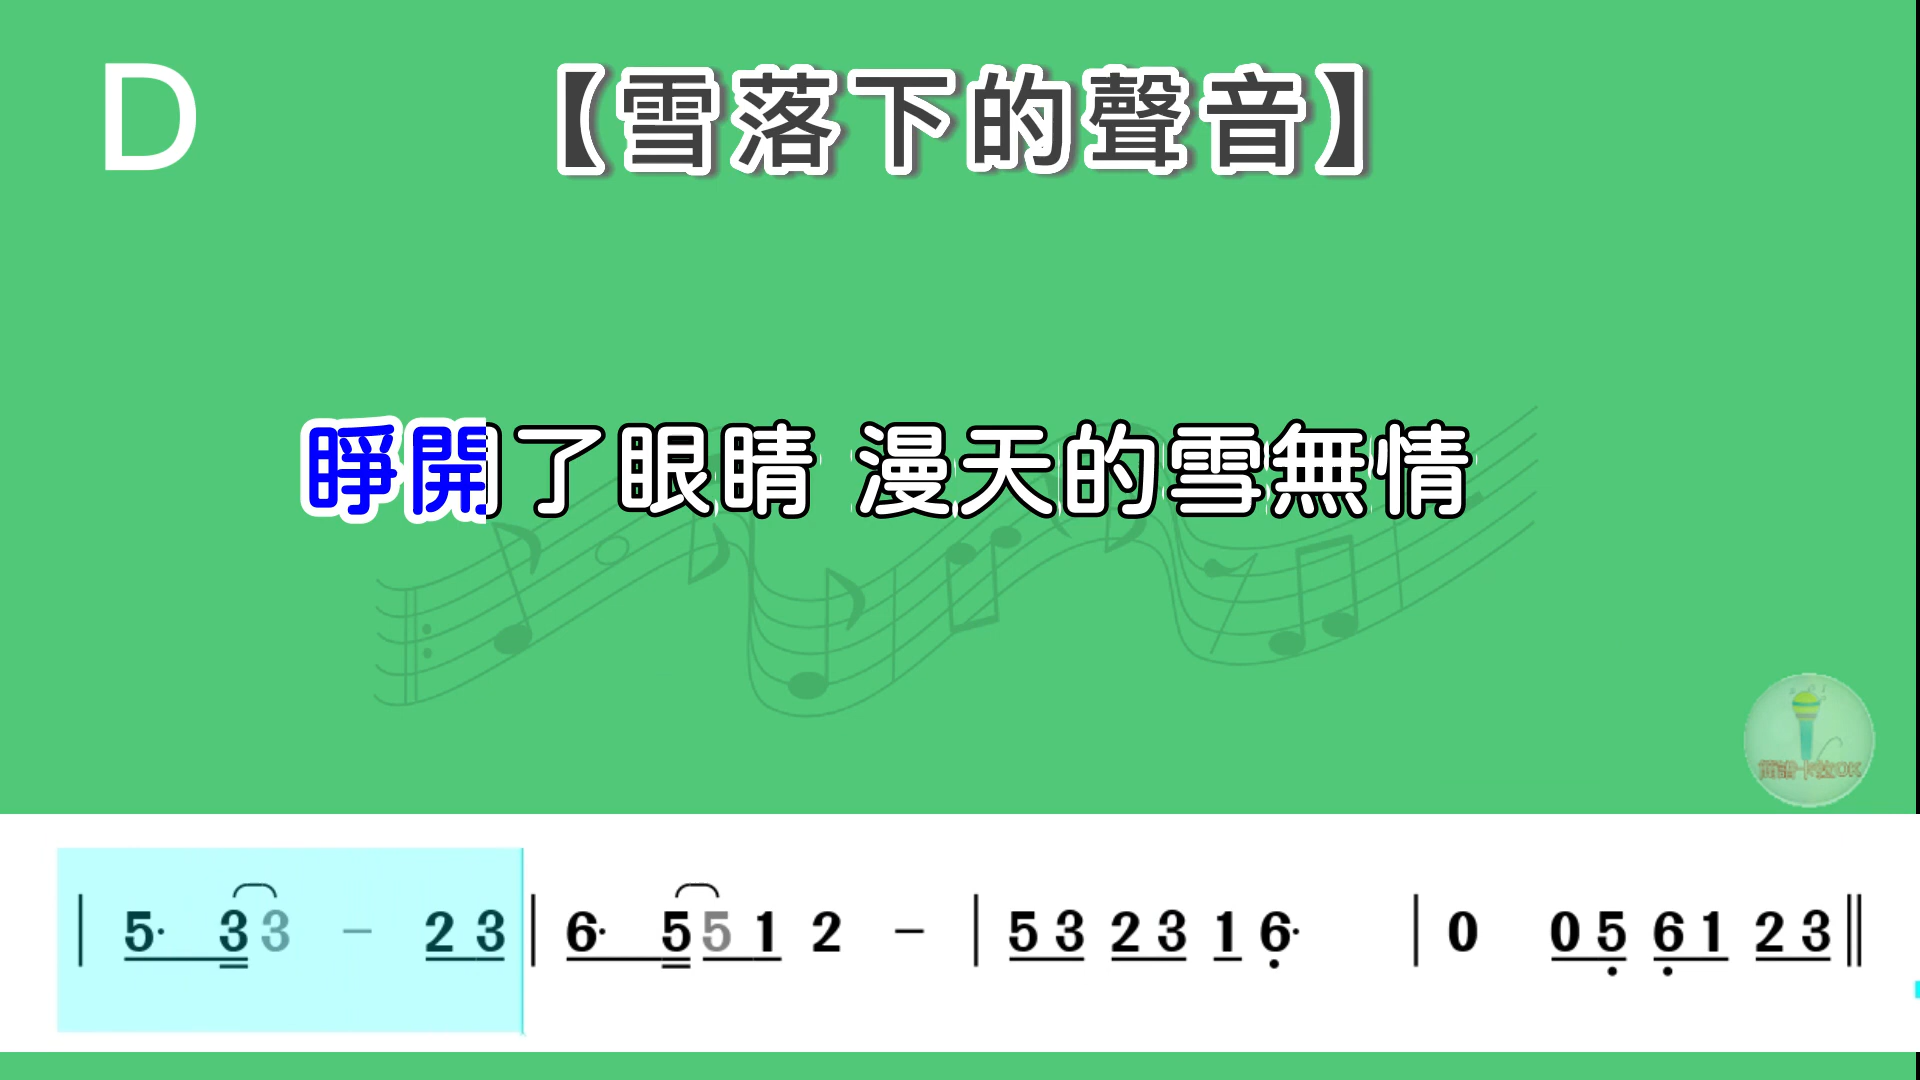 D
【雪落下的聲音】
睜開了眼睛 漫天的雪無情
| 5· 3 3 – 2 3 | 6· 5 5 1 2 – | 5 3 2 3 1 6· | 0 0 5 6 1 2 3 ||